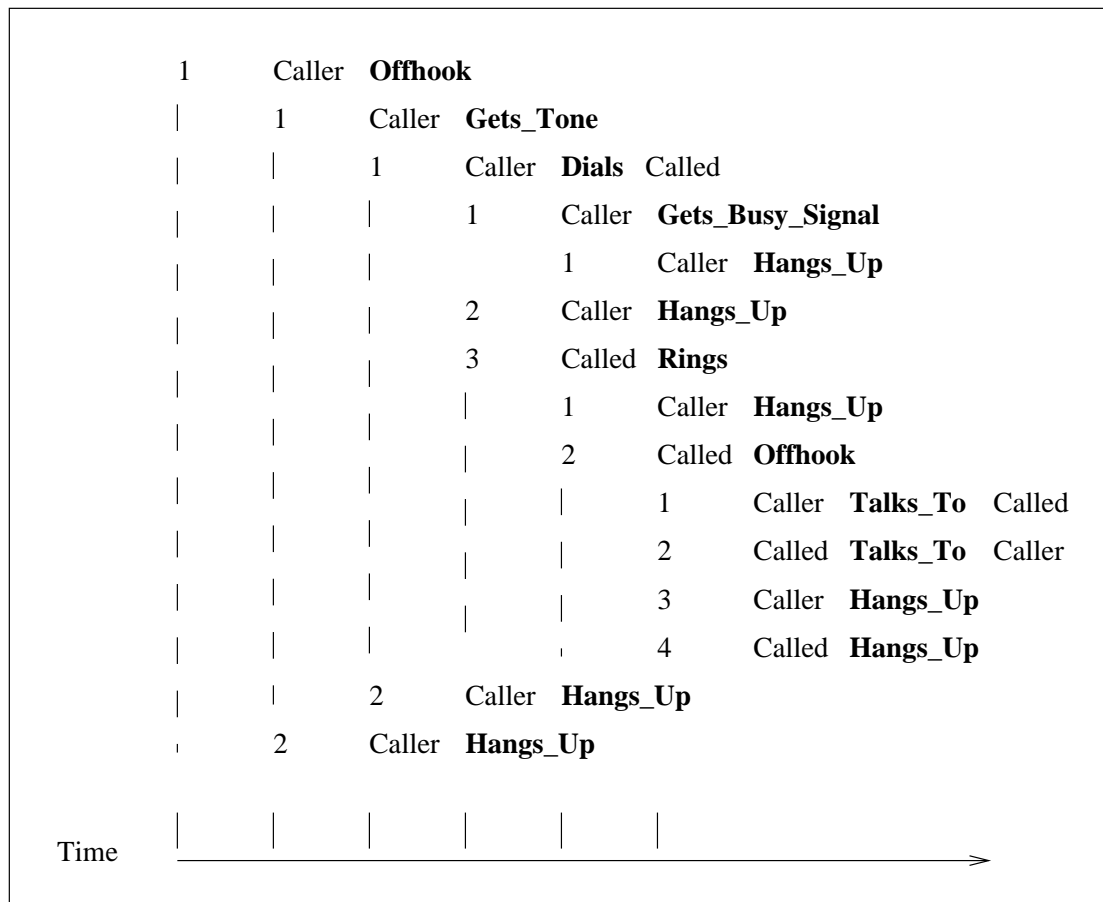 1 Caller Offhook
1 Caller Gets_Tone
1 Caller Dials Called
1 Caller Gets_Busy_Signal
1 Caller Hangs_Up
2 Caller Hangs_Up
3 Called Rings
1 Caller Hangs_Up
2 Called Offhook
1 Caller Talks_To Called
2 Called Talks_To Caller
3 Caller Hangs_Up
4 Called Hangs_Up
2 Caller Hangs_Up
2 Caller Hangs_Up
Time